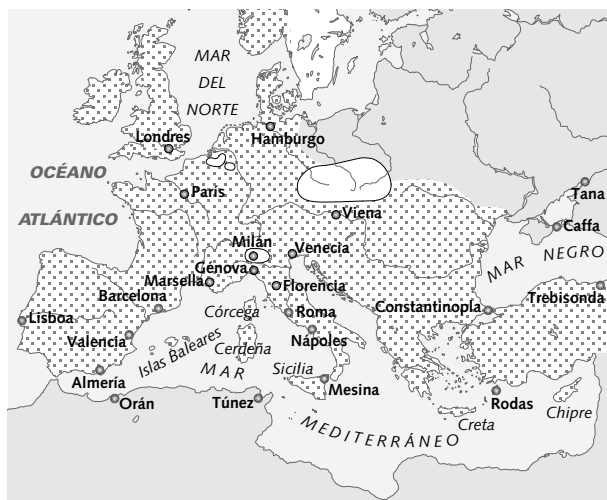 MAR
DEL
NORTE
Londres
Hamburgo
OCÉANO
París
ATLÁNTICO
Tana
Viena
Caffa
Milán
Venecia
MAR NEGRO
Génova
Marsella
Florencia
Barcelona
Córcega
Roma
Constantinopla
Trebisonda
Lisboa
Valencia
Islas Baleares
Cerdeña
Nápoles
MAR
Sicilia
Almería
Mesina
Orán
Túnez
Rodas
Creta
Chipre
MEDITERRÁNEO